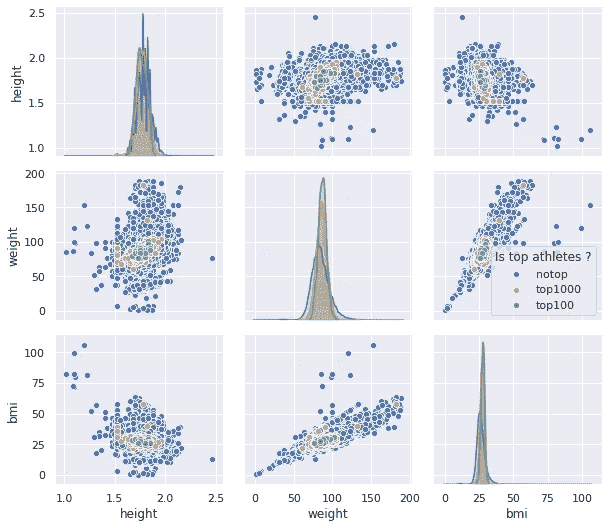 2.5
2.0
height
1.5
1.0
200
150
weight
100
50
0
Is top athletes ?
notop
top1000
top100
100
75
bmi
50
25
0
1.0 1.5 2.0 2.5 0 50 100 150 200 0 25 50 75 100
height weight bmi